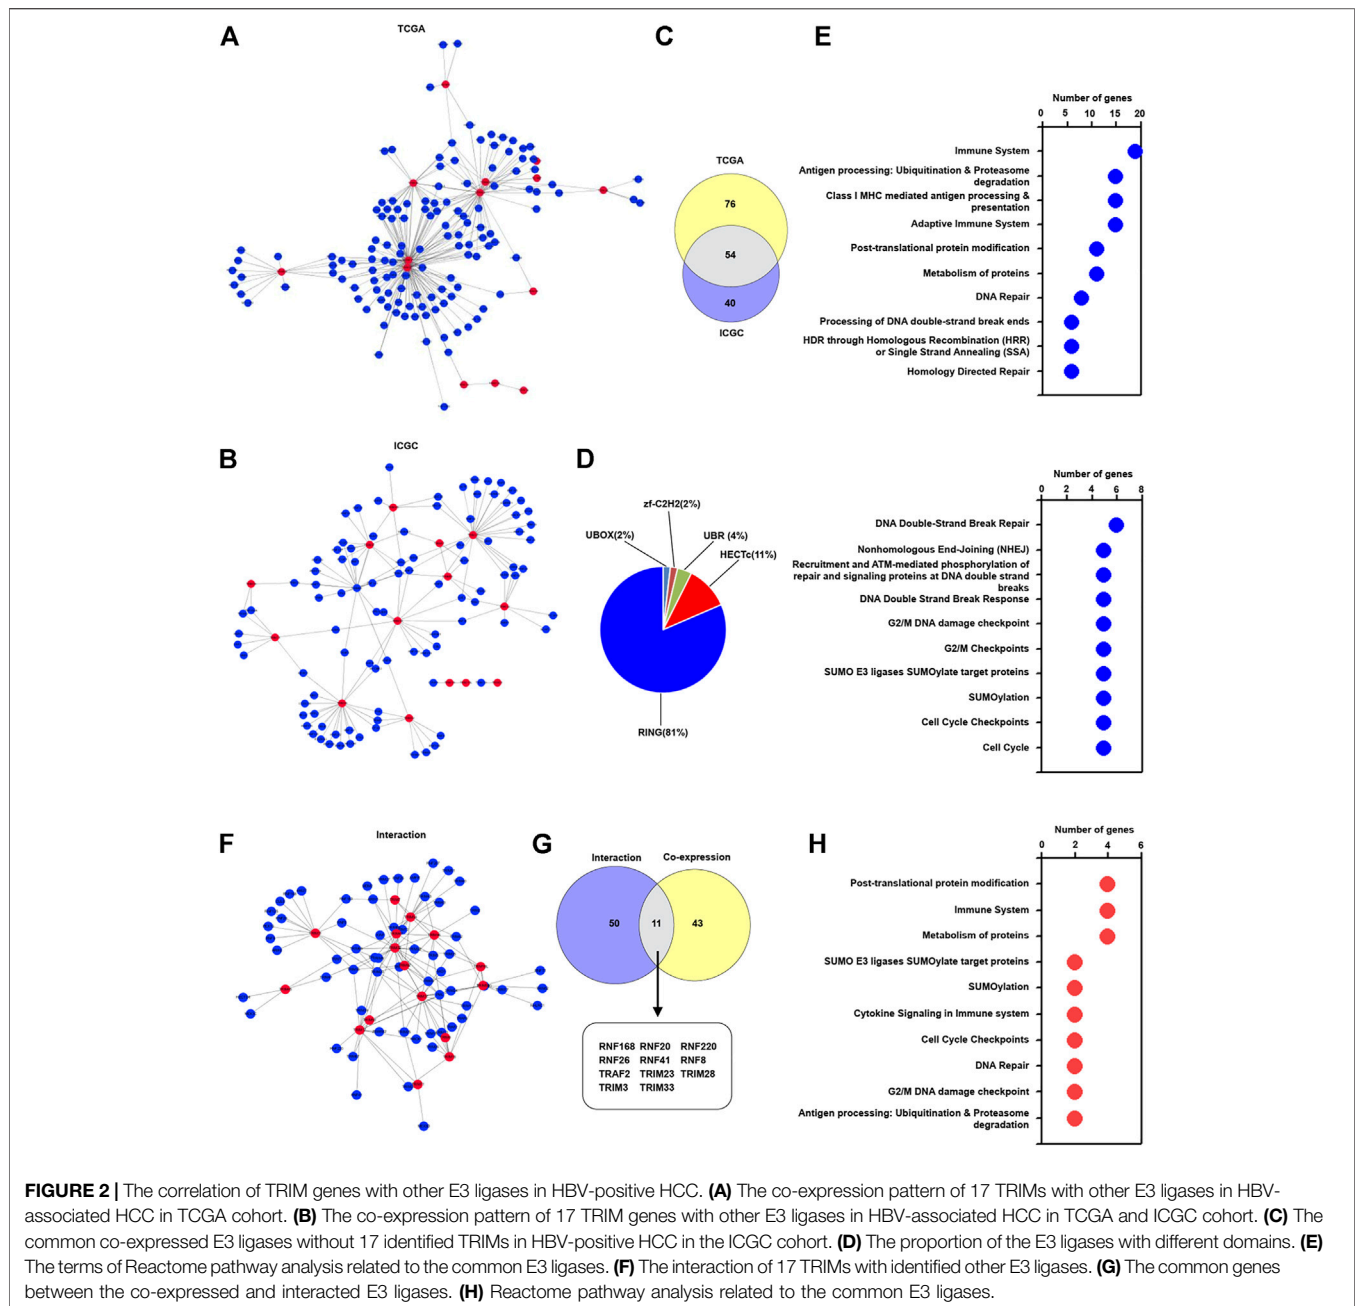 A
TCGA
B
ICGC
C
TCGA
76
54
40
ICGC
D
zf-C2H2(2%)
UBOX(2%)
UBR (4%)
HECTc(11%)
RING(81%)
E
Number of genes
0 5 10 15 20
Immune System
Antigen processing: Ubiquitination & Proteasome
degradation
Class I MHC mediated antigen processing &
presentation
Adaptive Immune System
Post-translational protein modification
Metabolism of proteins
DNA Repair
Processing of DNA double-strand break ends
HDR through Homologous Recombination (HRR)
or Single Strand Annealing (SSA)
Homology Directed Repair
Number of genes
0 2 4 6 8
DNA Double-Strand Break Repair
Nonhomologous End-Joining (NHEJ)
Recruitment and ATM-mediated phosphorylation of
repair and signaling proteins at DNA double strand
breaks
DNA Double Strand Break Response
G2/M DNA damage checkpoint
G2/M Checkpoints
SUMO E3 ligases SUMOylate target proteins
SUMOylation
Cell Cycle Checkpoints
Cell Cycle
F
Interaction
G
Interaction
Co-expression
50 11 43
RNF168 RNF20 RNF220
RNF26 RNF41 RNF8
TRAF2 TRIM23 TRIM28
TRIM3 TRIM33
H
Number of genes
0 2 4 6
Post-translational protein modification
Immune System
Metabolism of proteins
SUMO E3 ligases SUMOylate target proteins
SUMOylation
Cytokine Signaling in Immune system
Cell Cycle Checkpoints
DNA Repair
G2/M DNA damage checkpoint
Antigen processing: Ubiquitination & Proteasome
degradation
FIGURE 2 | The correlation of TRIM genes with other E3 ligases in HBV-positive HCC. (A) The co-expression pattern of 17 TRIMs with other E3 ligases in HBV-
associated HCC in TCGA cohort. (B) The co-expression pattern of 17 TRIM genes with other E3 ligases in HBV-associated HCC in TCGA and ICGC cohort. (C) The
common co-expressed E3 ligases without 17 identified TRIMs in HBV-positive HCC in the ICGC cohort. (D) The proportion of the E3 ligases with different domains. (E)
The terms of Reactome pathway analysis related to the common E3 ligases. (F) The interaction of 17 TRIMs with identified other E3 ligases. (G) The common genes
between the co-expressed and interacted E3 ligases. (H) Reactome pathway analysis related to the common E3 ligases.